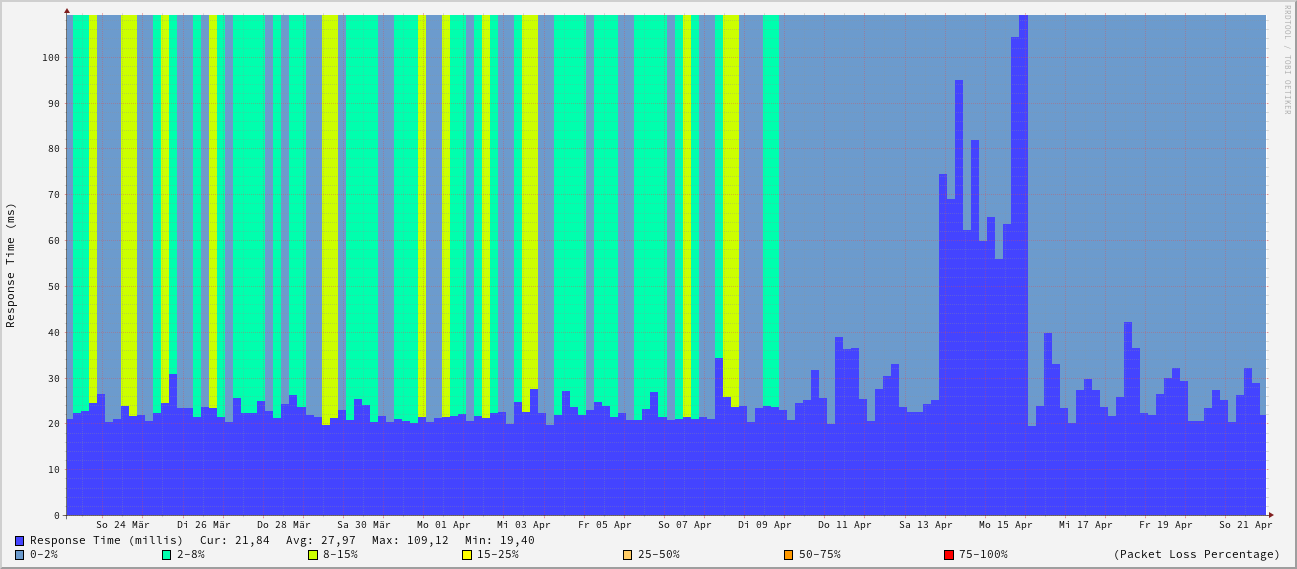 RRDTOOL / TOBI OETIKER
Response Time (ms)
100
90
80
70
60
50
40
30
20
10
0
So 24 Mär Di 26 Mär Do 28 Mär Sa 30 Mär Mo 01 Apr Mi 03 Apr Fr 05 Apr So 07 Apr Di 09 Apr Do 11 Apr Sa 13 Apr Mo 15 Apr Mi 17 Apr Fr 19 Apr So 21 Apr
Response Time (millis) Cur: 21,84 Avg: 27,97 Max: 109,12 Min: 19,40
0-2% 2-8% 8-15% 15-25% 25-50% 50-75% 75-100% (Packet Loss Percentage)